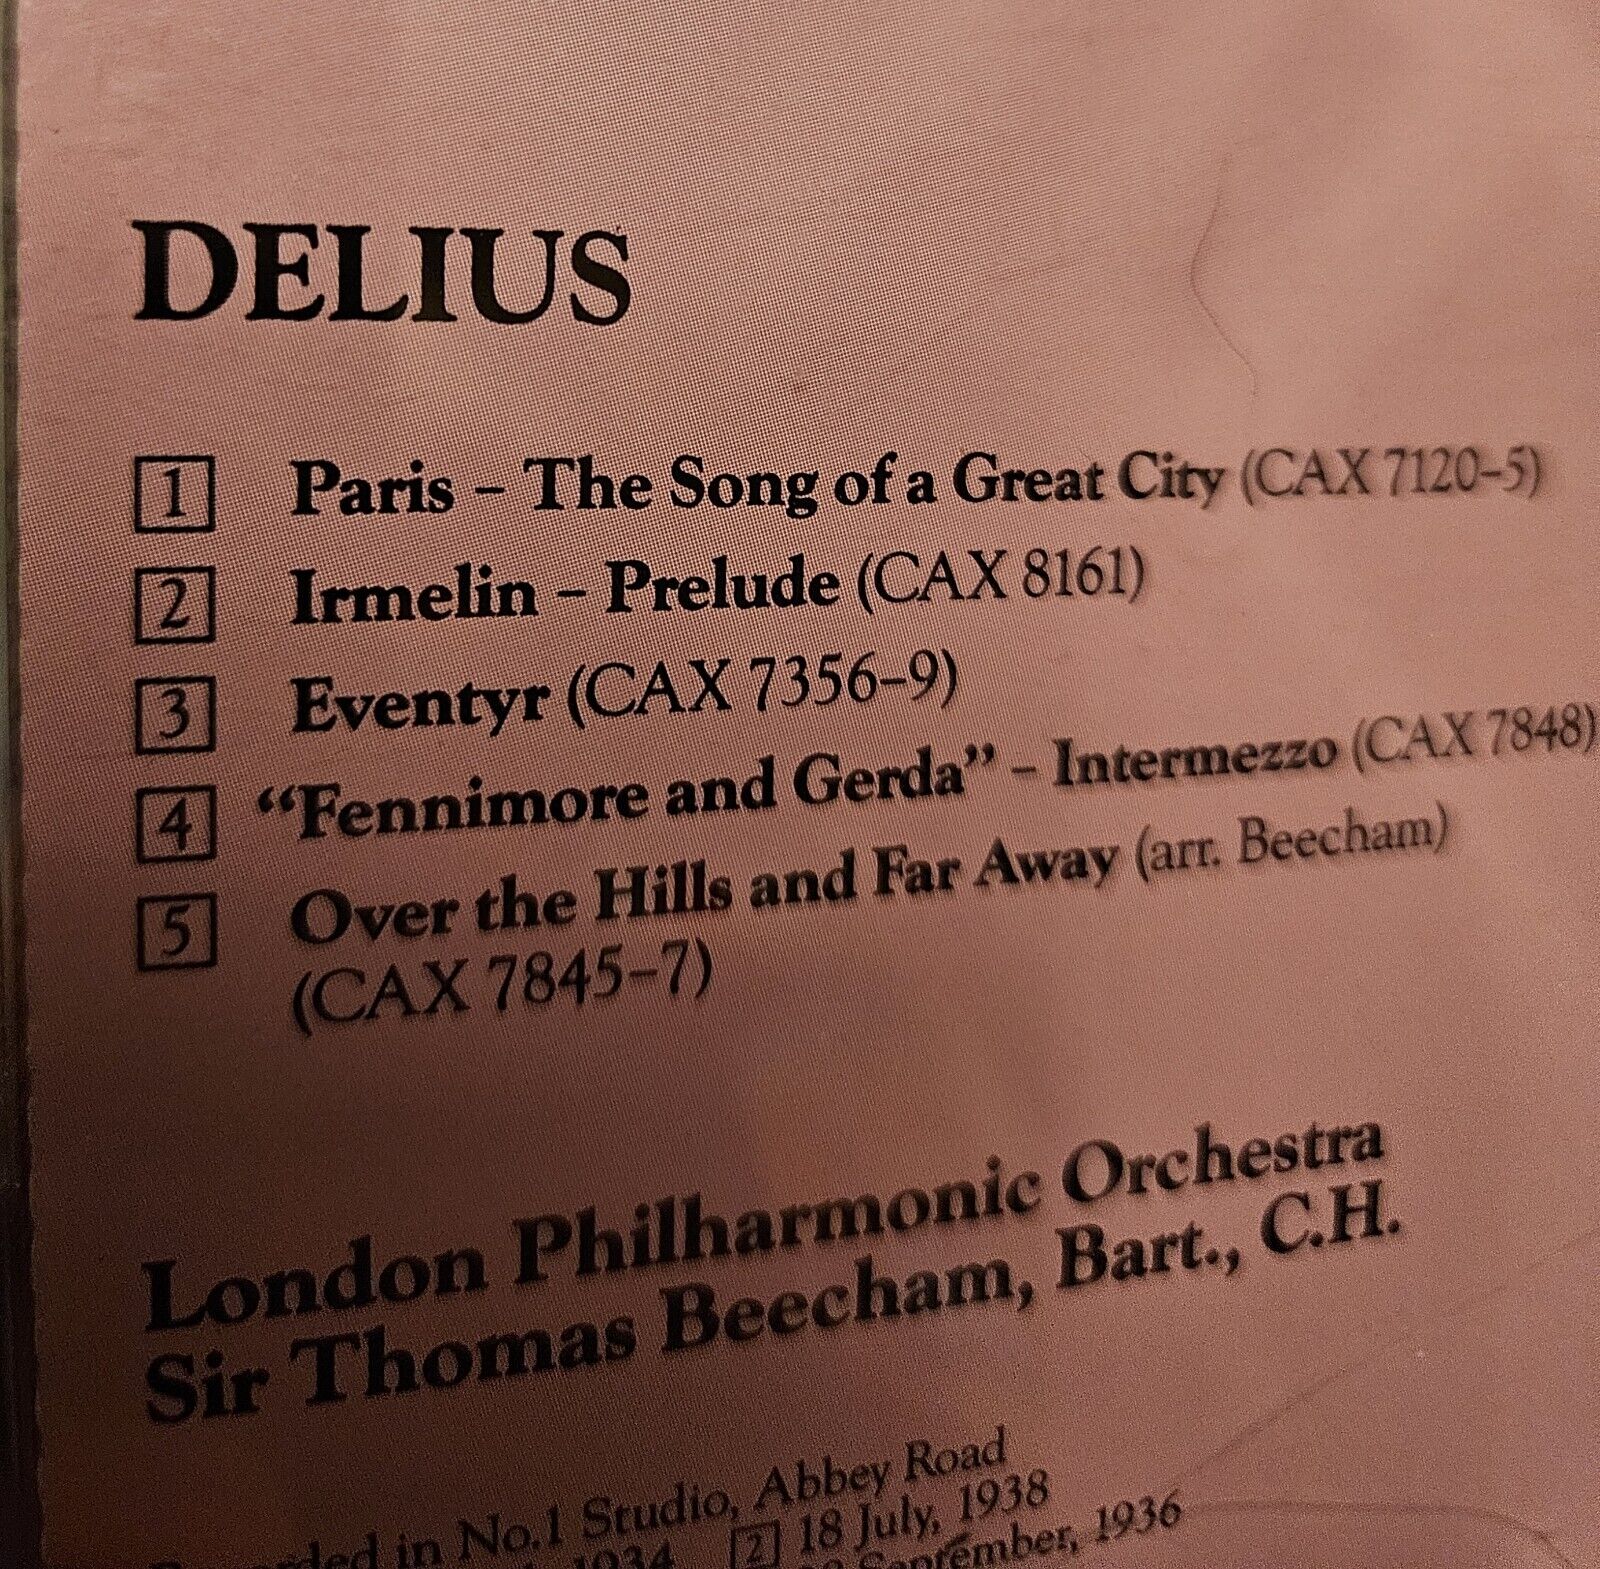 DELIUS
1 Paris – The Song of a Great City (CAX 7120–5)
2 Irmelin – Prelude (CAX 8161)
3 Eventyr (CAX 7356–9)
4 “Fennimore and Gerda” – Intermezzo (CAX 7848)
5 Over the Hills and Far Away (arr. Beecham)
(CAX 7845–7)
London Philharmonic Orchestra
Sir Thomas Beecham, Bart., C.H.
in No.1 Studio, Abbey Road
1934 2 18 July, 1938
September, 1936